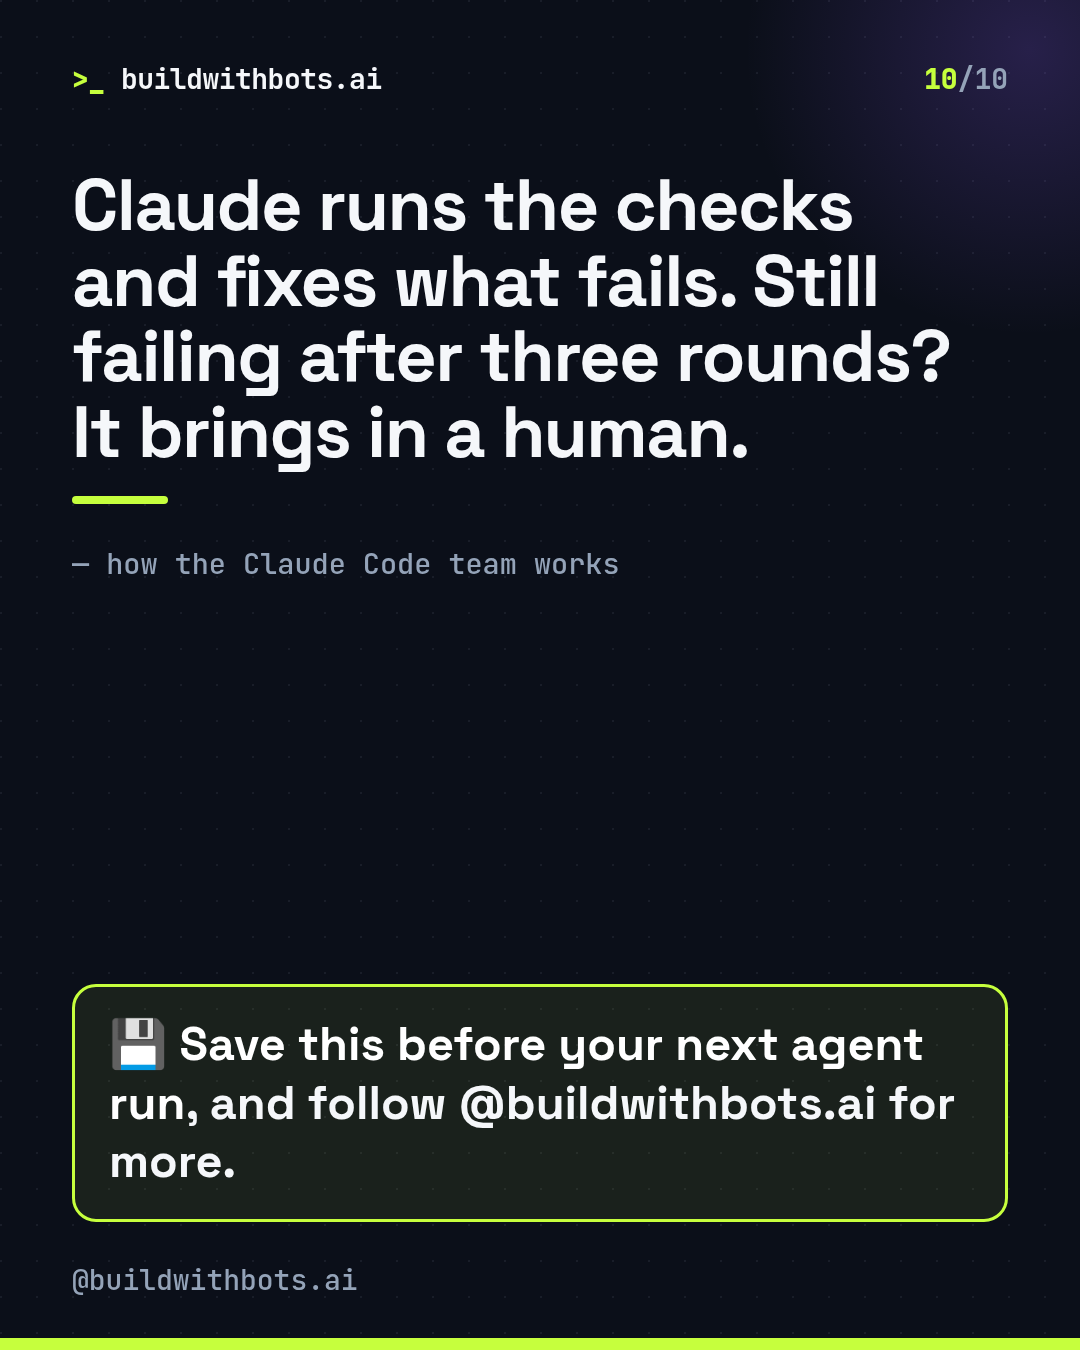 >_ buildwithbots.ai
10/10
Claude runs the checks
and fixes what fails. Still
failing after three rounds?
It brings in a human.
— how the Claude Code team works
💾 Save this before your next agent
run, and follow @buildwithbots.ai for
more.
@buildwithbots.ai